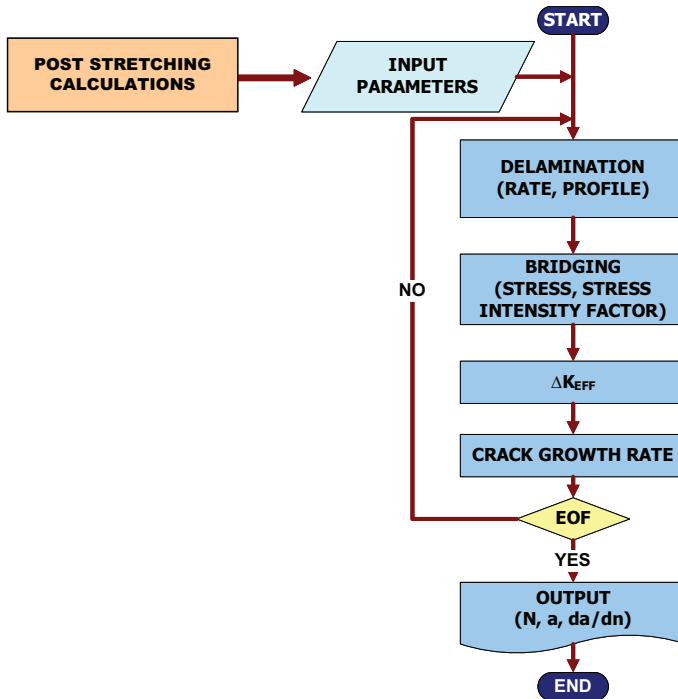 START
POST STRETCHING
CALCULATIONS
INPUT
PARAMETERS
DELAMINATION
(RATE, PROFILE)
BRIDGING
(STRESS, STRESS
INTENSITY FACTOR)
NO
ΔKEFF
CRACK GROWTH RATE
EOF
YES
OUTPUT
(N, a, da/dn)
END